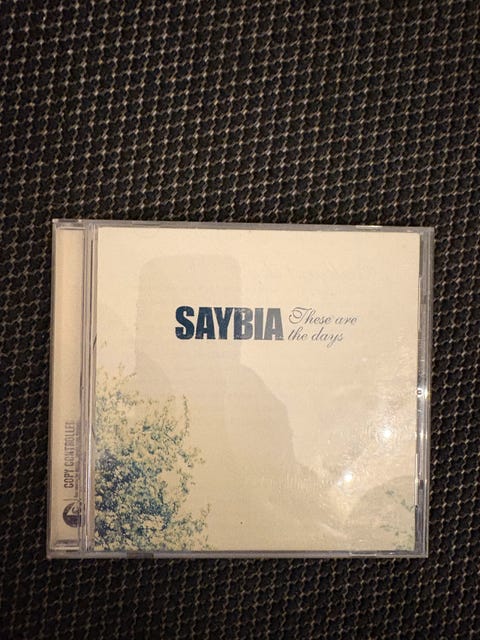 SAYBIA These are
the days
COPY CONTROLLED